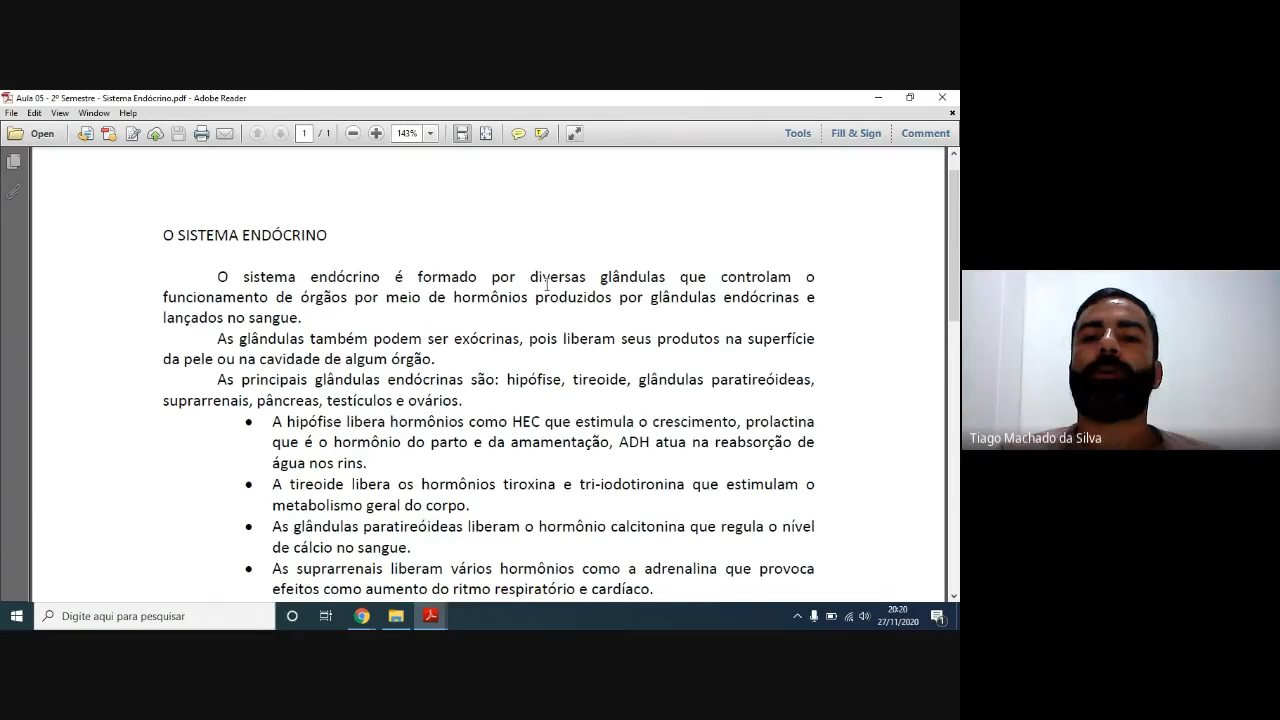 Aula 05 - 2º Semestre - Sistema Endócrino.pdf - Adobe Reader
File Edit View Window Help
Open 1 / 1 143% Tools Fill & Sign Comment
O SISTEMA ENDÓCRINO
O sistema endócrino é formado por diversas glândulas que controlam o
funcionamento de órgãos por meio de hormônios produzidos por glândulas endócrinas e
lançados no sangue.
As glândulas também podem ser exócrinas, pois liberam seus produtos na superfície
da pele ou na cavidade de algum órgão.
As principais glândulas endócrinas são: hipófise, tireoide, glândulas paratireóideas,
suprarrenais, pâncreas, testículos e ovários.
• A hipófise libera hormônios como HEC que estimula o crescimento, prolactina
que é o hormônio do parto e da amamentação, ADH atua na reabsorção de
água nos rins.
• A tireoide libera os hormônios tiroxina e tri-iodotironina que estimulam o
metabolismo geral do corpo.
• As glândulas paratireóideas liberam o hormônio calcitonina que regula o nível
de cálcio no sangue.
• As suprarrenais liberam vários hormônios como a adrenalina que provoca
efeitos como aumento do ritmo respiratório e cardíaco.
Tiago Machado da Silva
Digite aqui para pesquisar
20:20
27/11/2020
1